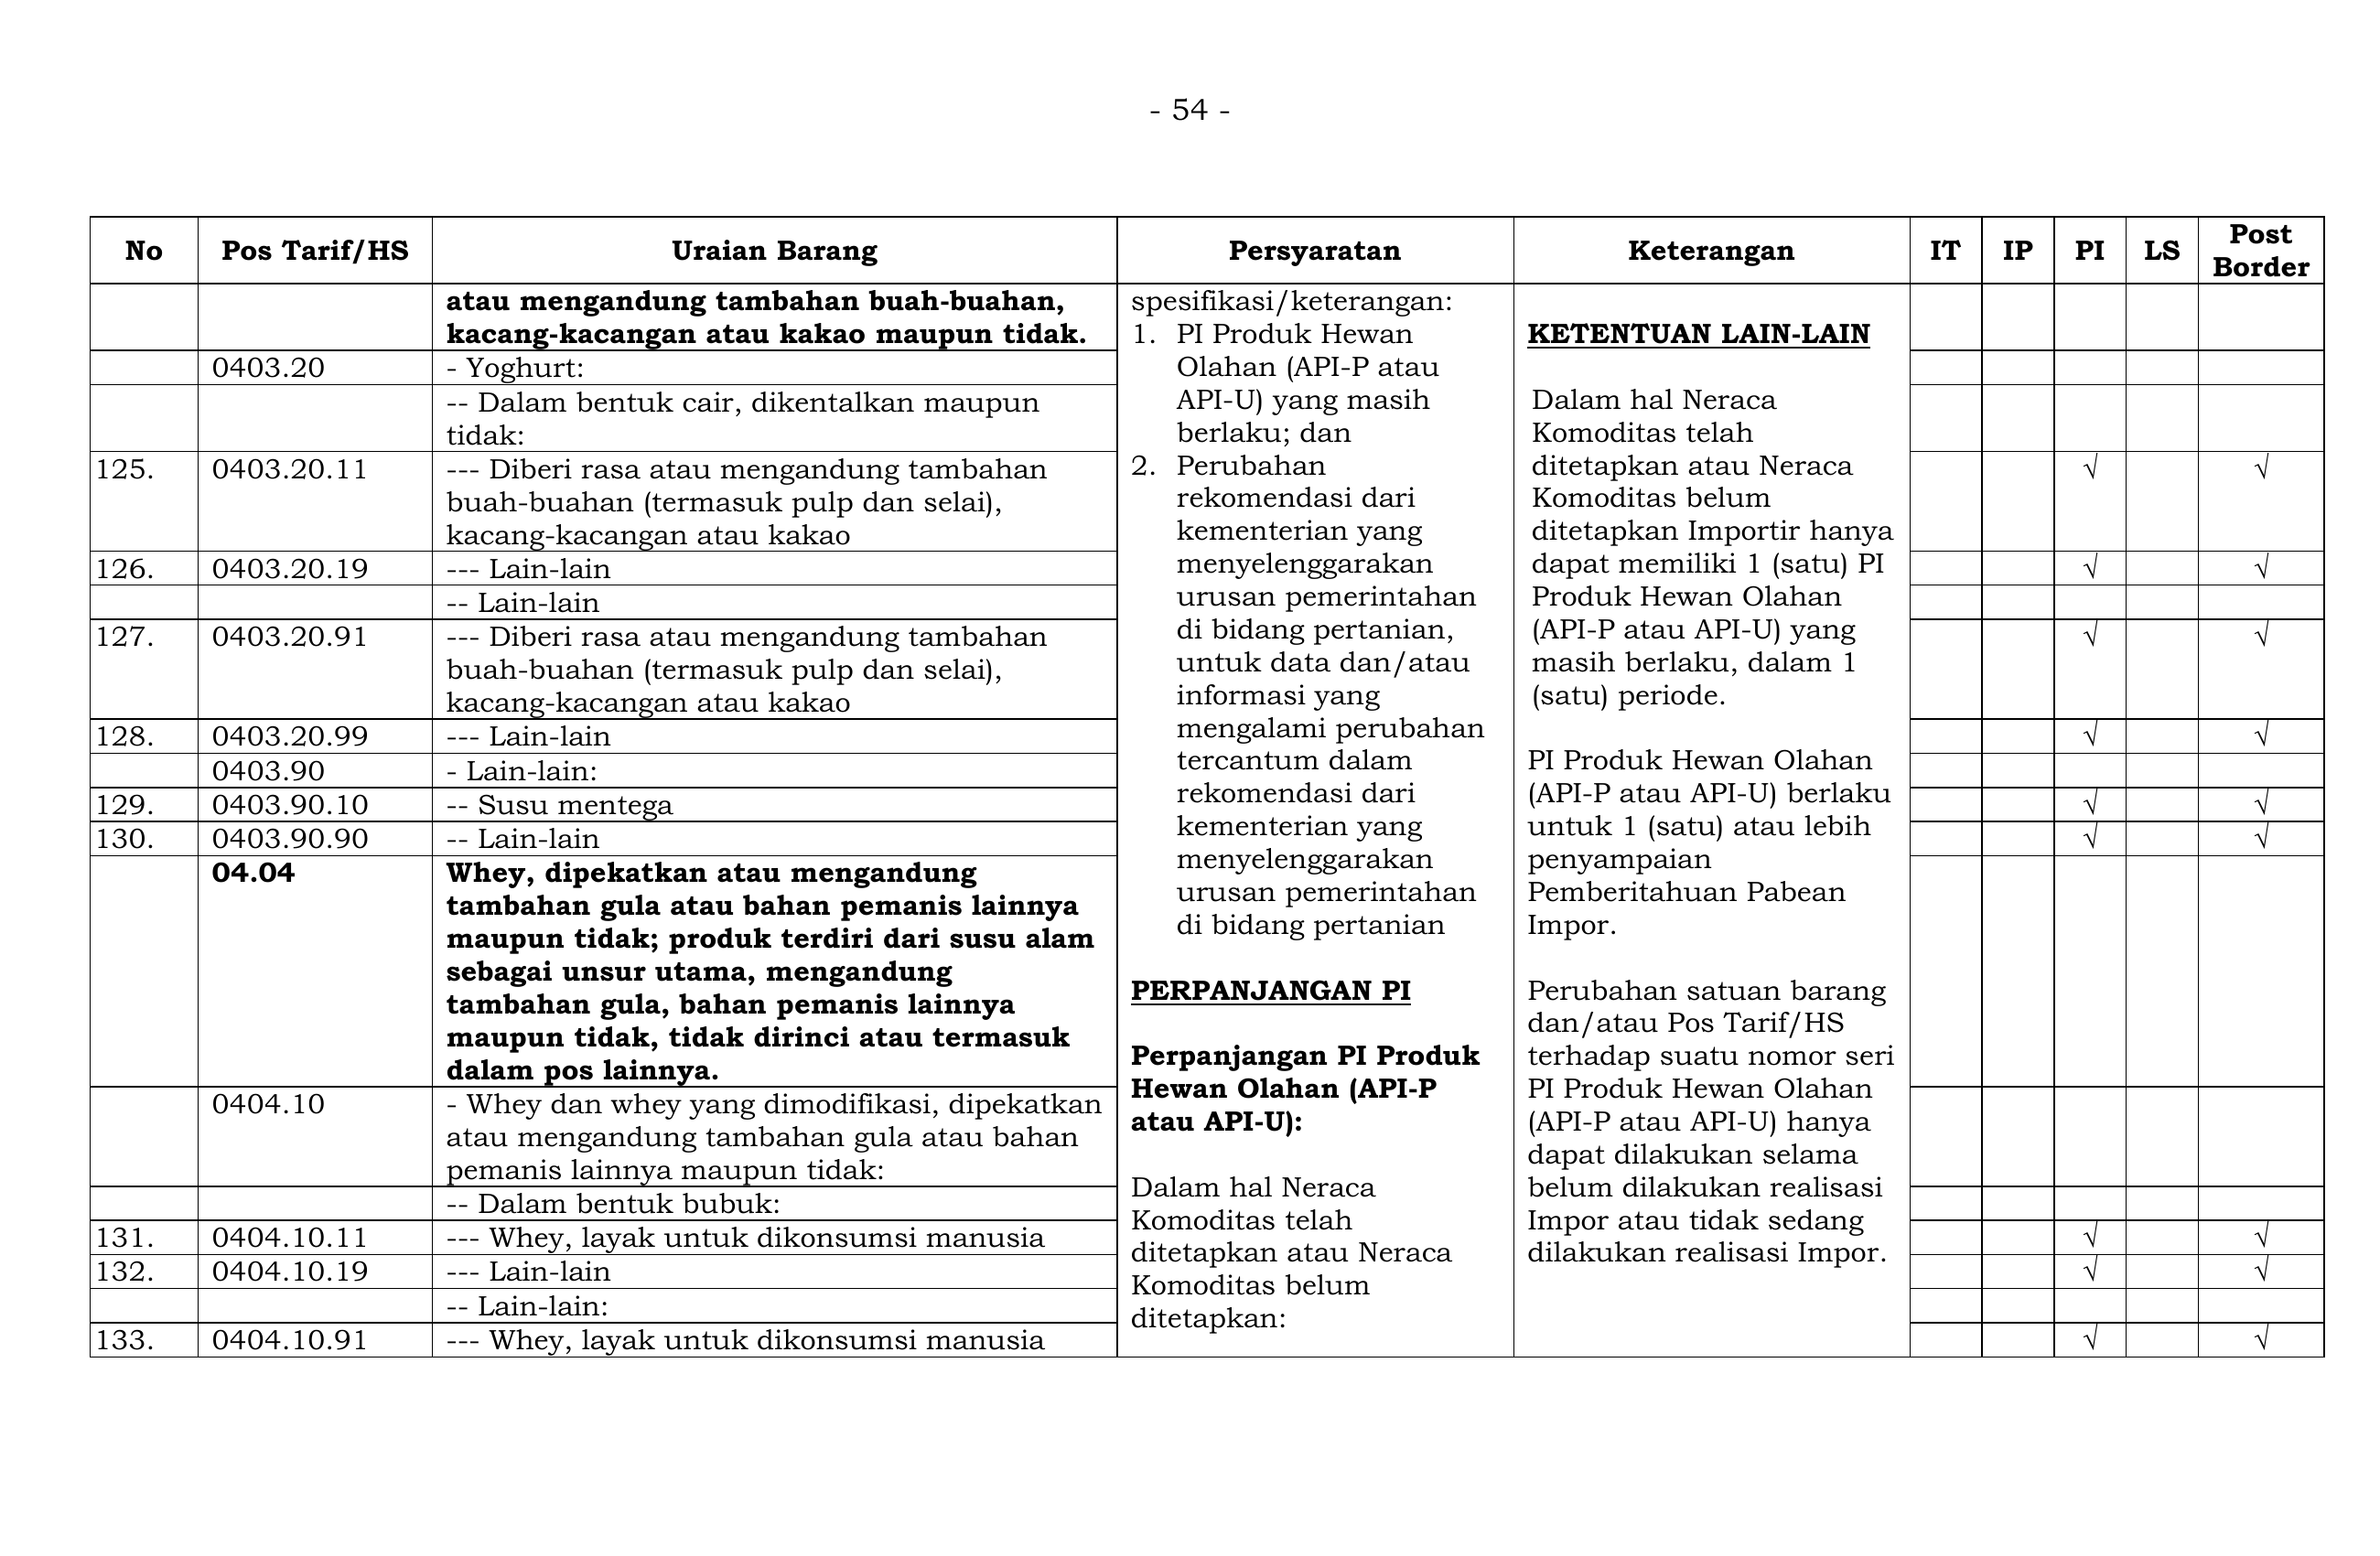 - 54 -
No Pos Tarif/HS Uraian Barang Persyaratan Keterangan IT IP PI LS Post Border
atau mengandung tambahan buah-buahan,
kacang-kacangan atau kakao maupun tidak.
0403.20 - Yoghurt:
-- Dalam bentuk cair, dikentalkan maupun
tidak:
125. 0403.20.11 --- Diberi rasa atau mengandung tambahan √ √
buah-buahan (termasuk pulp dan selai),
kacang-kacangan atau kakao
126. 0403.20.19 --- Lain-lain √ √
-- Lain-lain
127. 0403.20.91 --- Diberi rasa atau mengandung tambahan √ √
buah-buahan (termasuk pulp dan selai),
kacang-kacangan atau kakao
128. 0403.20.99 --- Lain-lain √ √
0403.90 - Lain-lain:
129. 0403.90.10 -- Susu mentega √ √
130. 0403.90.90 -- Lain-lain √ √
04.04 Whey, dipekatkan atau mengandung
tambahan gula atau bahan pemanis lainnya
maupun tidak; produk terdiri dari susu alam
sebagai unsur utama, mengandung
tambahan gula, bahan pemanis lainnya
maupun tidak, tidak dirinci atau termasuk
dalam pos lainnya.
0404.10 - Whey dan whey yang dimodifikasi, dipekatkan
atau mengandung tambahan gula atau bahan
pemanis lainnya maupun tidak:
-- Dalam bentuk bubuk:
131. 0404.10.11 --- Whey, layak untuk dikonsumsi manusia √ √
132. 0404.10.19 --- Lain-lain √ √
-- Lain-lain:
133. 0404.10.91 --- Whey, layak untuk dikonsumsi manusia √ √
spesifikasi/keterangan:
1. PI Produk Hewan
Olahan (API-P atau
API-U) yang masih
berlaku; dan
2. Perubahan
rekomendasi dari
kementerian yang
menyelenggarakan
urusan pemerintahan
di bidang pertanian,
untuk data dan/atau
informasi yang
mengalami perubahan
tercantum dalam
rekomendasi dari
kementerian yang
menyelenggarakan
urusan pemerintahan
di bidang pertanian
PERPANJANGAN PI
Perpanjangan PI Produk
Hewan Olahan (API-P
atau API-U):
Dalam hal Neraca
Komoditas telah
ditetapkan atau Neraca
Komoditas belum
ditetapkan:
KETENTUAN LAIN-LAIN
Dalam hal Neraca
Komoditas telah
ditetapkan atau Neraca
Komoditas belum
ditetapkan Importir hanya
dapat memiliki 1 (satu) PI
Produk Hewan Olahan
(API-P atau API-U) yang
masih berlaku, dalam 1
(satu) periode.
PI Produk Hewan Olahan
(API-P atau API-U) berlaku
untuk 1 (satu) atau lebih
penyampaian
Pemberitahuan Pabean
Impor.
Perubahan satuan barang
dan/atau Pos Tarif/HS
terhadap suatu nomor seri
PI Produk Hewan Olahan
(API-P atau API-U) hanya
dapat dilakukan selama
belum dilakukan realisasi
Impor atau tidak sedang
dilakukan realisasi Impor.